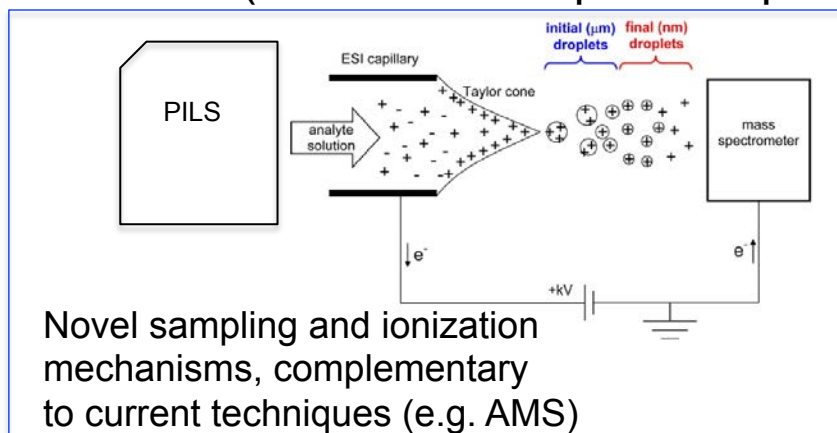 initial (μm) final (nm)
droplets droplets
ESI capillary
Taylor cone
PILS
analyte
solution
mass
spectrometer
e⁻
e⁻
+kV
Novel sampling and ionization
mechanisms, complementary
to current techniques (e.g. AMS)